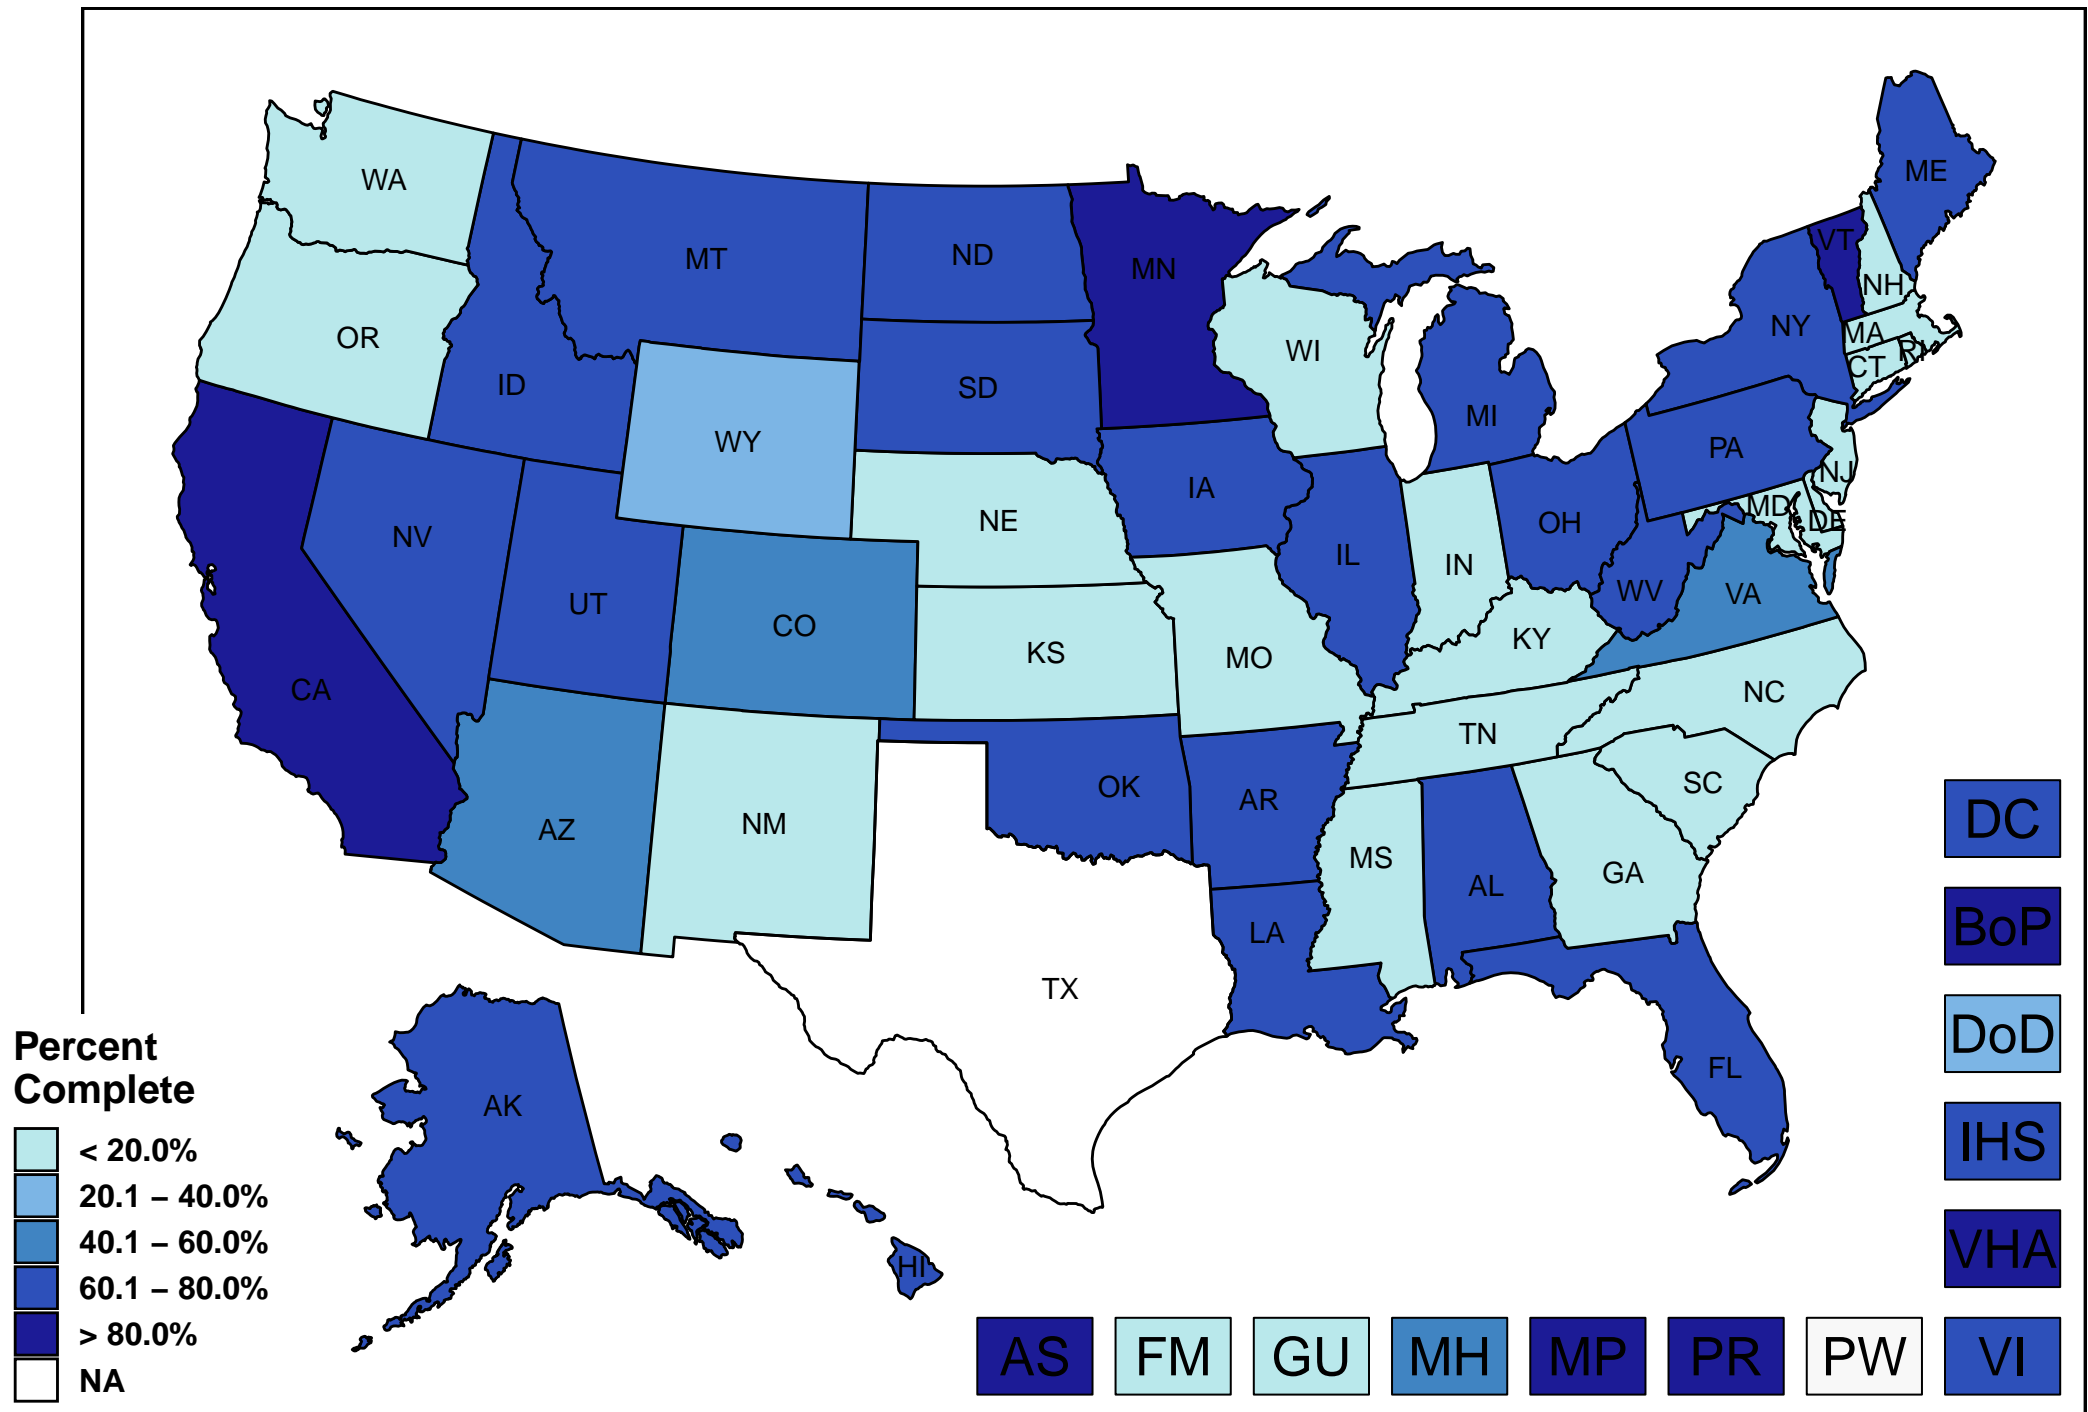 ME
WA
VT
MT
ND
MN
NH
OR
NY
MA
WI
RI
CT
ID
SD
MI
WY
PA
NJ
IA
MD
NE
DE
OH
NV
IL
IN
WV
VA
UT
CO
KY
KS
MO
CA
NC
TN
SC
OK
AR
DC
NM
AZ
MS
GA
AL
LA
BoP
TX
DoD
Percent
Complete
FL
AK
IHS
< 20.0%
20.1 – 40.0%
40.1 – 60.0%
VHA
HI
60.1 – 80.0%
> 80.0%
AS FM GU MH MP PR PW VI
NA